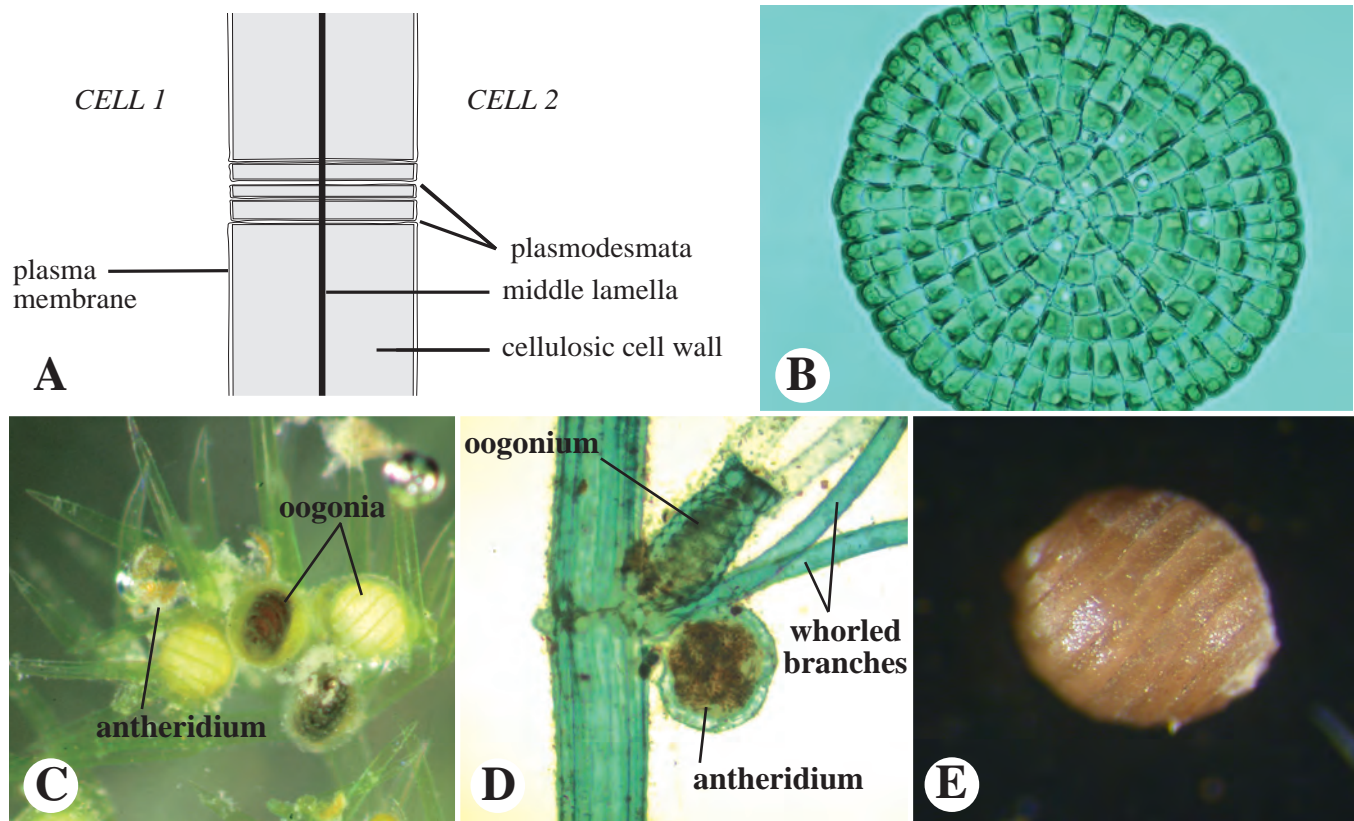 CELL 1
CELL 2
plasma
membrane
plasmodesmata
middle lamella
cellulosic cell wall
A
B
oogonia
antheridium
C
oogonium
whorled
branches
antheridium
D
E